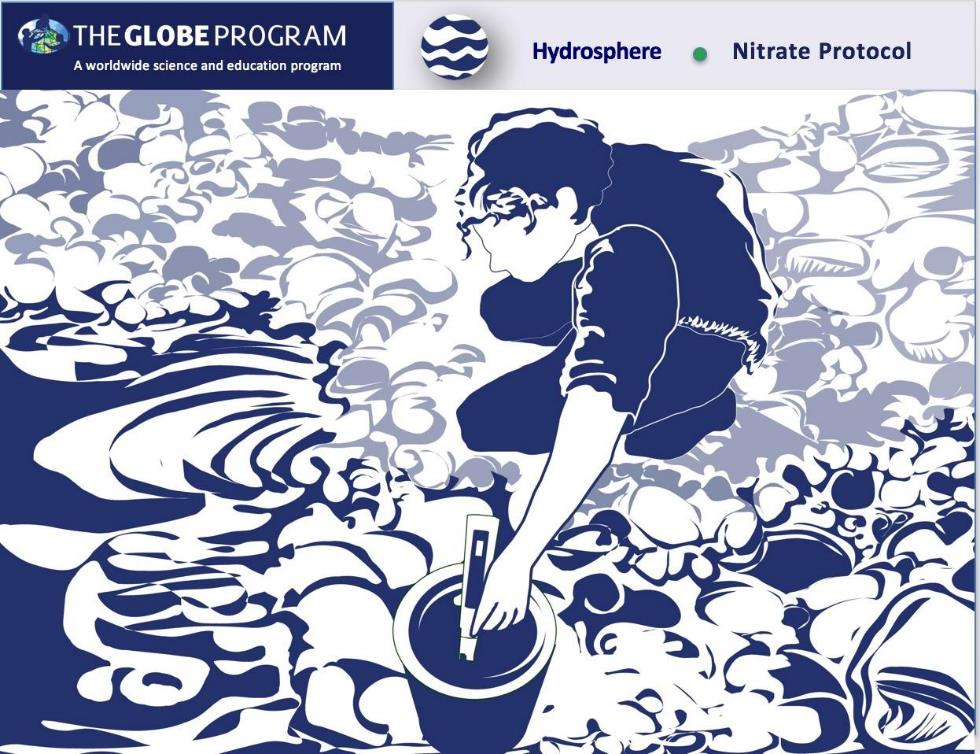 THE GLOBE PROGRAM
A worldwide science and education program
Hydrosphere • Nitrate Protocol